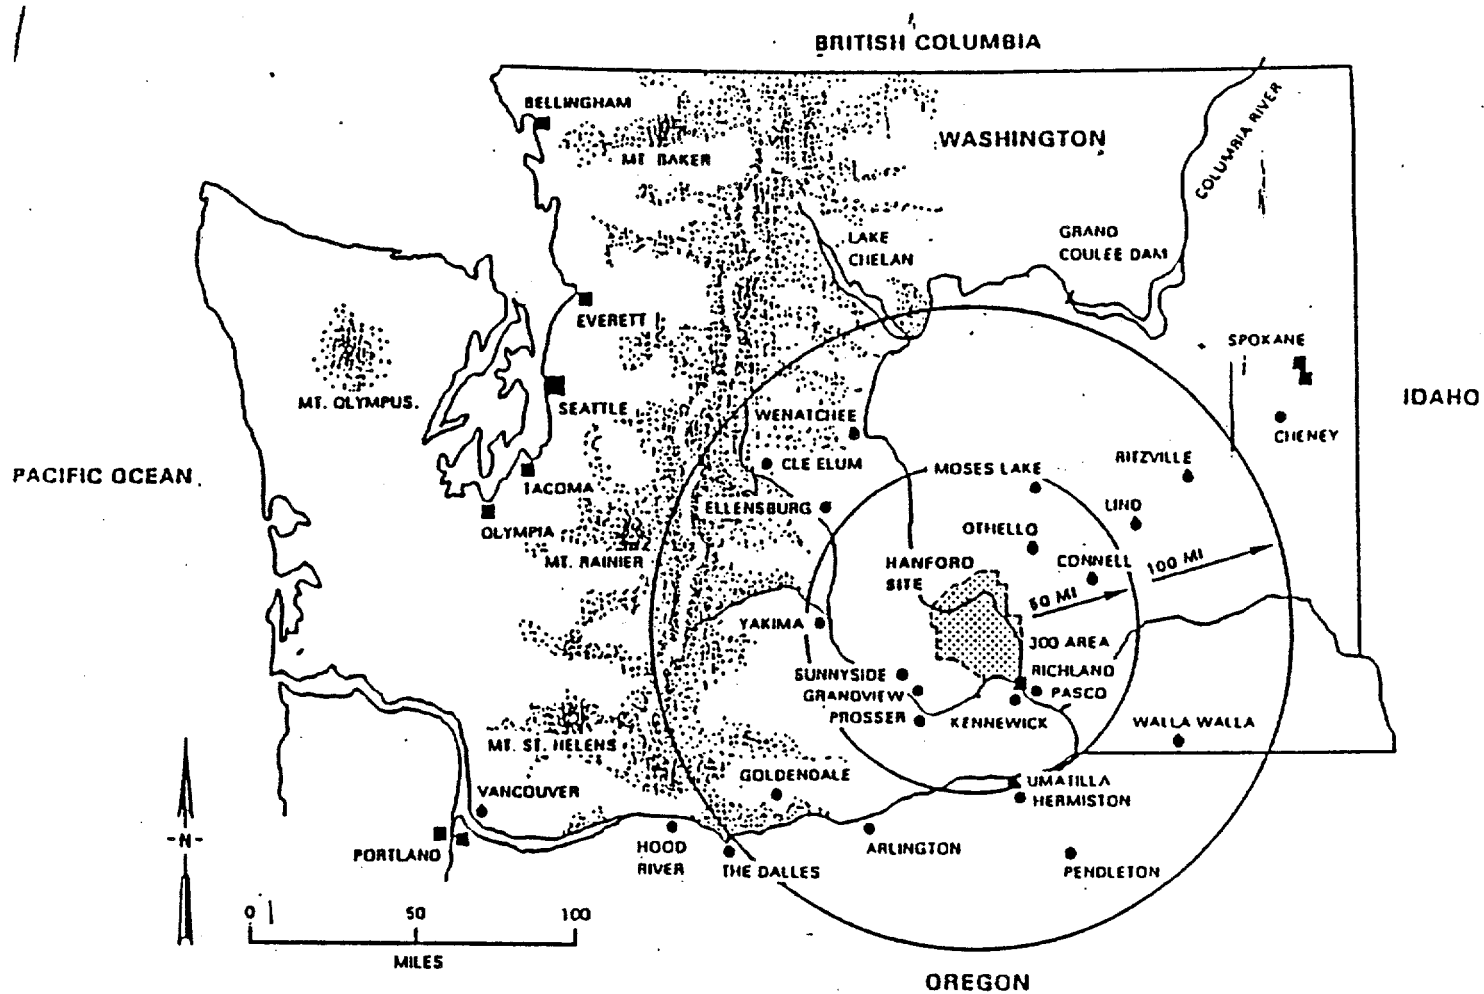 BRITISH COLUMBIA
BELLINGHAM
MT. BAKER
WASHINGTON
COLUMBIA RIVER
LAKE
CHELAN
GRAND
COULEE DAM
EVERETT
SPOKANE
MT. OLYMPUS.
SEATTLE
IDAHO
WENATCHEE
CHENEY
PACIFIC OCEAN
CLE ELUM
MOSES LAKE
RITZVILLE
TACOMA
ELLENSBURG
LIND
OLYMPIA
OTHELLO
MT. RAINIER
HANFORD
SITE
CONNELL
100 MI
50 MI
YAKIMA
300 AREA
SUNNYSIDE
RICHLAND
GRANDVIEW
PASCO
PROSSER
KENNEWICK
WALLA WALLA
MT. ST. HELENS
GOLDENDALE
UMATILLA
VANCOUVER
HERMISTON
N
PORTLAND
HOOD
RIVER
THE DALLES
ARLINGTON
PENDLETON
0 50 100
MILES
OREGON